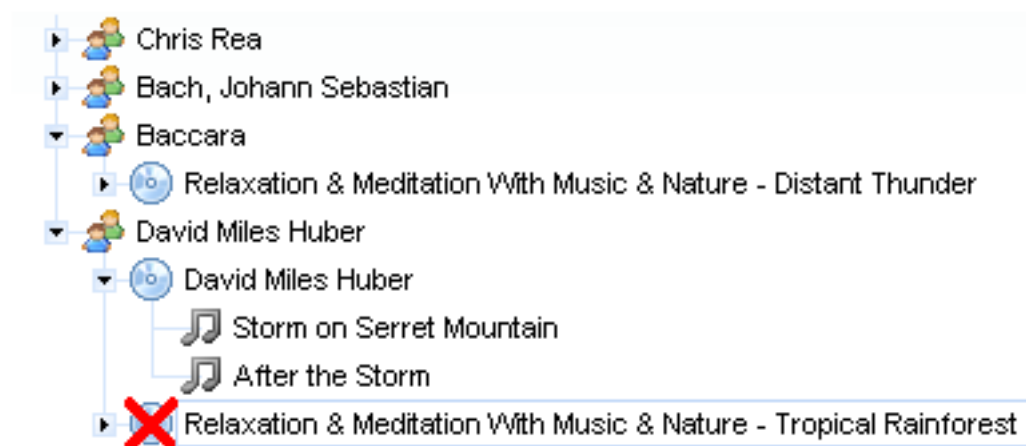 Chris Rea
Bach, Johann Sebastian
Baccara
Relaxation & Meditation With Music & Nature - Distant Thunder
David Miles Huber
David Miles Huber
Storm on Serret Mountain
After the Storm
Relaxation & Meditation With Music & Nature - Tropical Rainforest